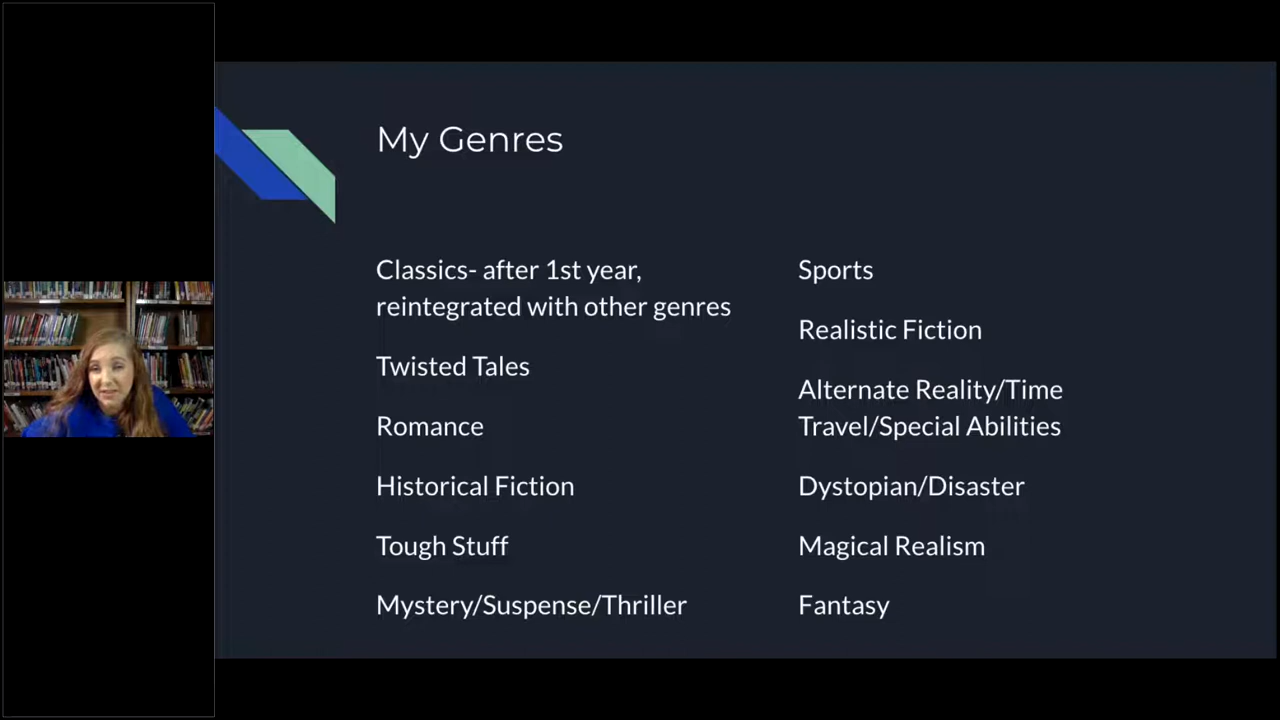 My Genres
Classics- after 1st year,
reintegrated with other genres
Twisted Tales
Romance
Historical Fiction
Tough Stuff
Mystery/Suspense/Thriller
Sports
Realistic Fiction
Alternate Reality/Time
Travel/Special Abilities
Dystopian/Disaster
Magical Realism
Fantasy